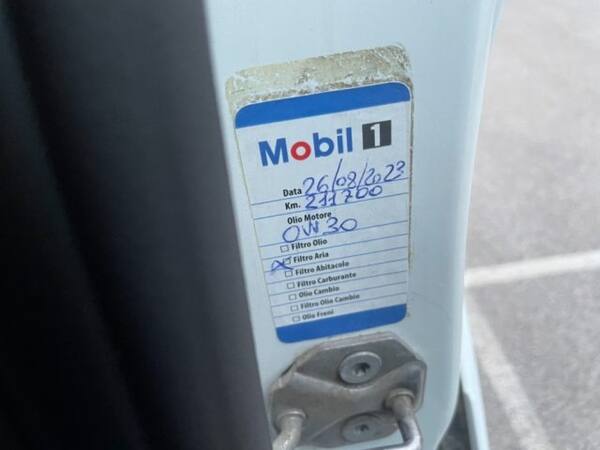 Mobil 1
Data 26/08/2023
Km. 211700
Olio Motore
0W30
Filtro Olio
Filtro Aria
Filtro Abitacolo
Filtro Carburante
Olio Cambio
Filtro Olio Cambio
Olio Freni